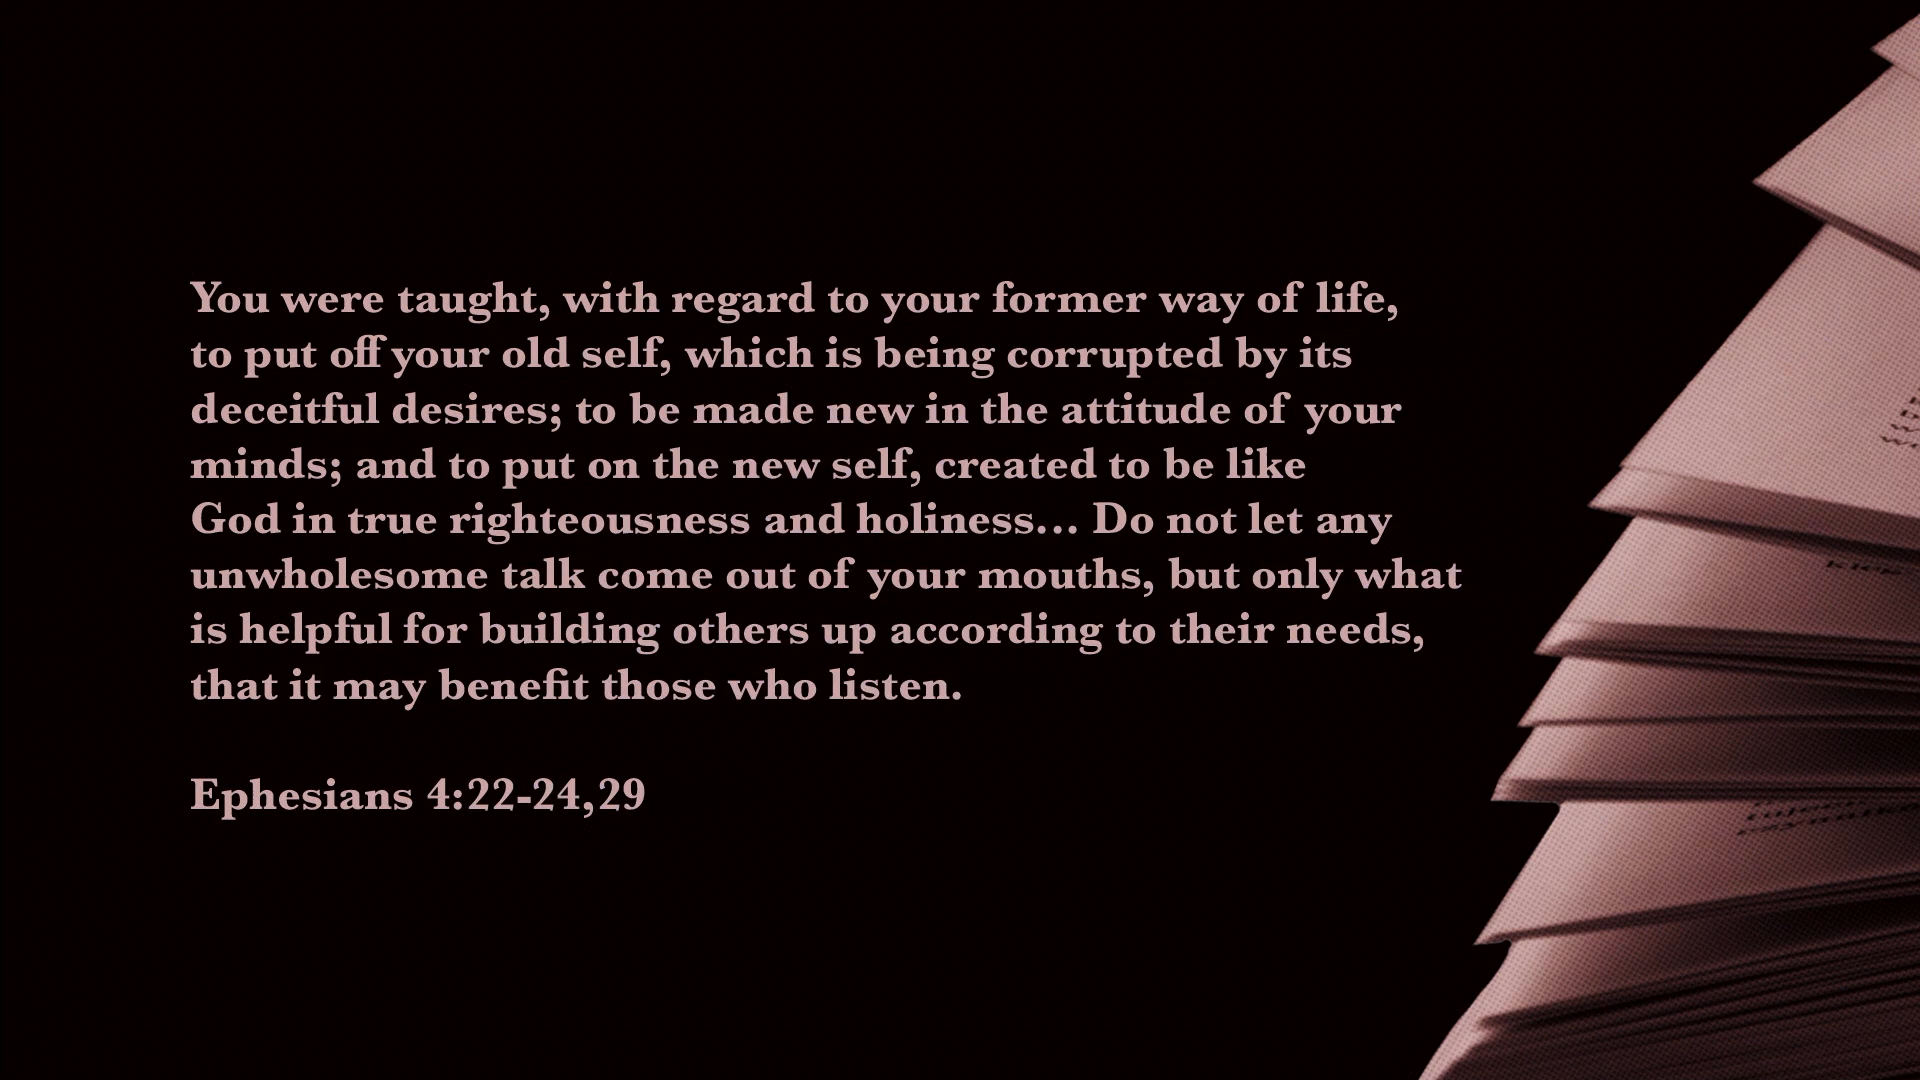 You were taught, with regard to your former way of life,
to put off your old self, which is being corrupted by its
deceitful desires; to be made new in the attitude of your
minds; and to put on the new self, created to be like
God in true righteousness and holiness… Do not let any
unwholesome talk come out of your mouths, but only what
is helpful for building others up according to their needs,
that it may benefit those who listen.
Ephesians 4:22-24,29